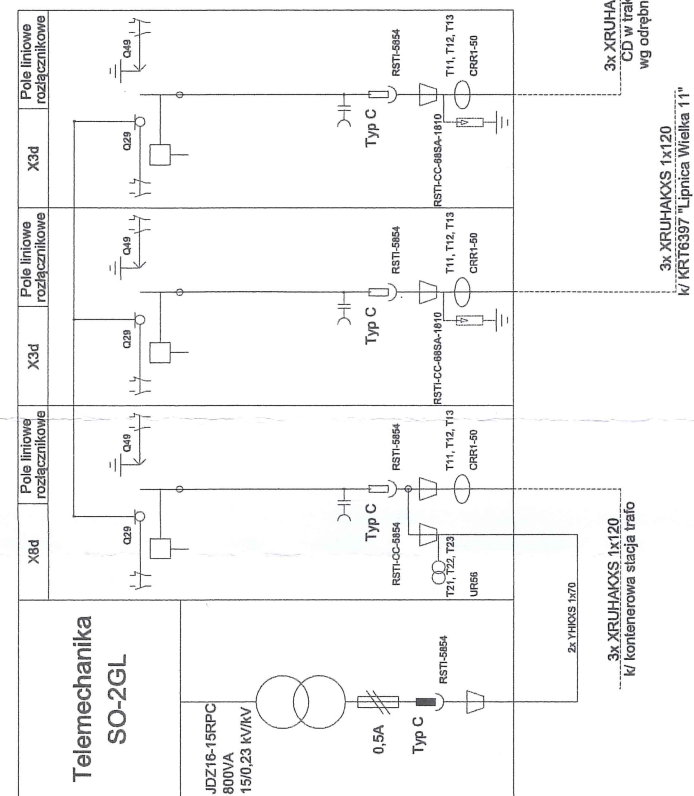 Telemechanika
SO-2GL
JDZ16-15RPC
800VA
15/0,23 kV/kV
0,5A
Typ C
RSTI-5854
2x YHKXS 1x70
X8d
Pole liniowe
rozłącznikowe
Q29
Q49
Typ C
RSTI-5854
RSTI-CC-5854
T21, T22, T23
UR56
T11, T12, T13
CRR1-50
3x XRUHAKXS 1x120
k/ kontenerowa stacja trafo
X3d
Pole liniowe
rozłącznikowe
Q29
Q49
Typ C
RSTI-5854
RSTI-CC-68SA-1810
T11, T12, T13
CRR1-50
3x XRUHAKXS 1x120
k/ KRT6397 "Lipnica Wielka 11"
X3d
Pole liniowe
rozłącznikowe
Q29
Q49
Typ C
RSTI-5854
RSTI-CC-68SA-1810
T11, T12, T13
CRR1-50
3x XRUHA
CD w trak
wg odrębn